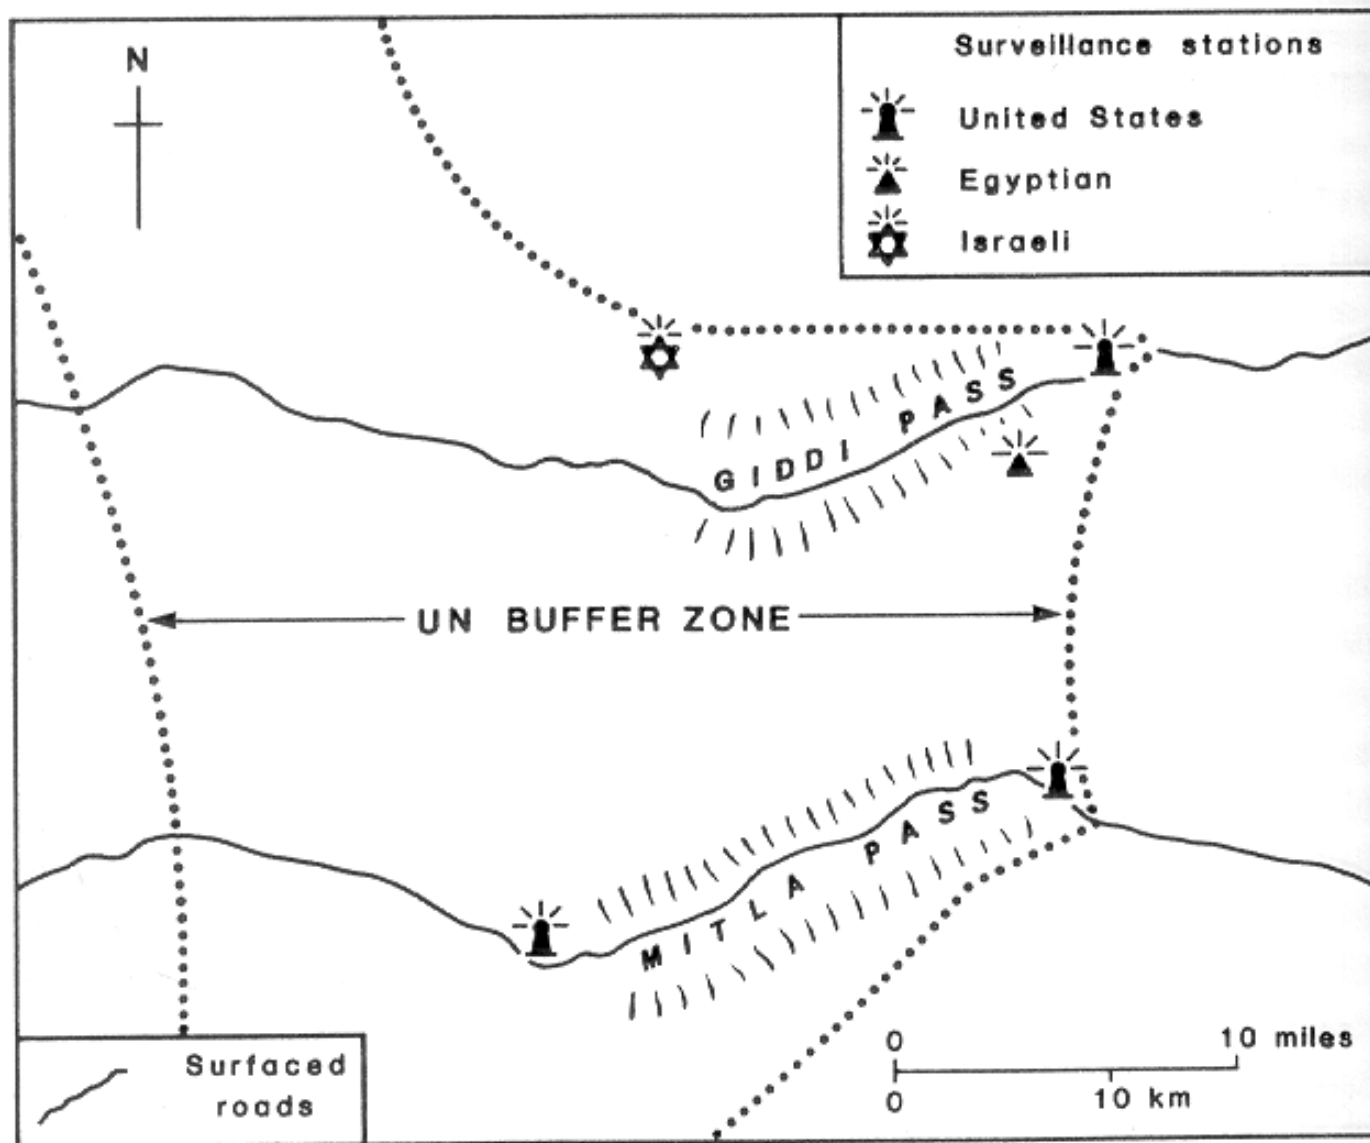 N
Surveillance stations
United States
Egyptian
Israeli
GIDDI PASS
UN BUFFER ZONE
MITLA PASS
Surfaced
roads
0 10 miles
0 10 km